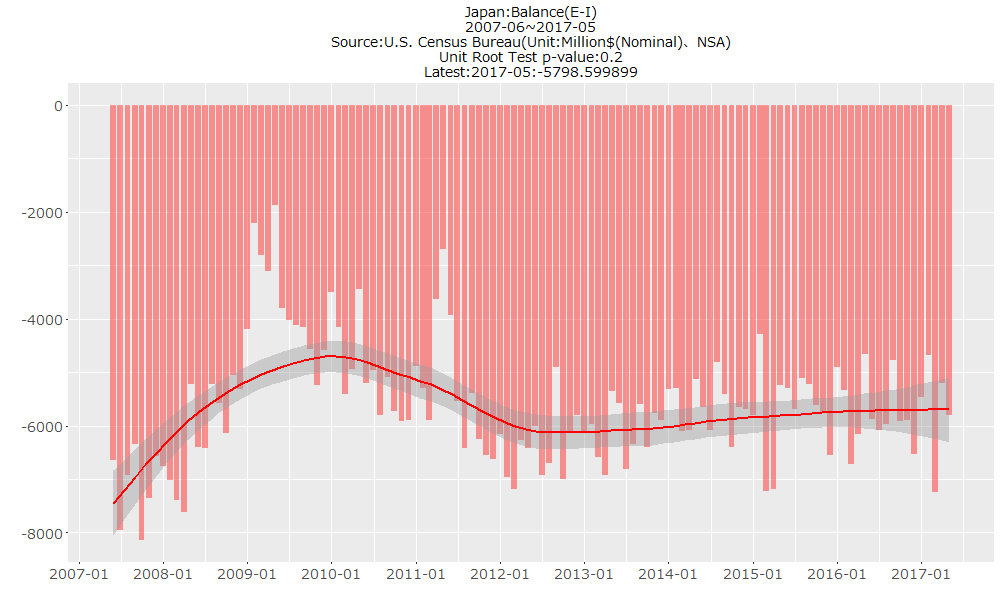 Japan:Balance(E-I)
2007-06~2017-05
Source:U.S. Census Bureau(Unit:Million$(Nominal)、NSA)
Unit Root Test p-value:0.2
Latest:2017-05:-5798.599899
0
-2000
-4000
-6000
-8000
2007-01 2008-01 2009-01 2010-01 2011-01 2012-01 2013-01 2014-01 2015-01 2016-01 2017-01